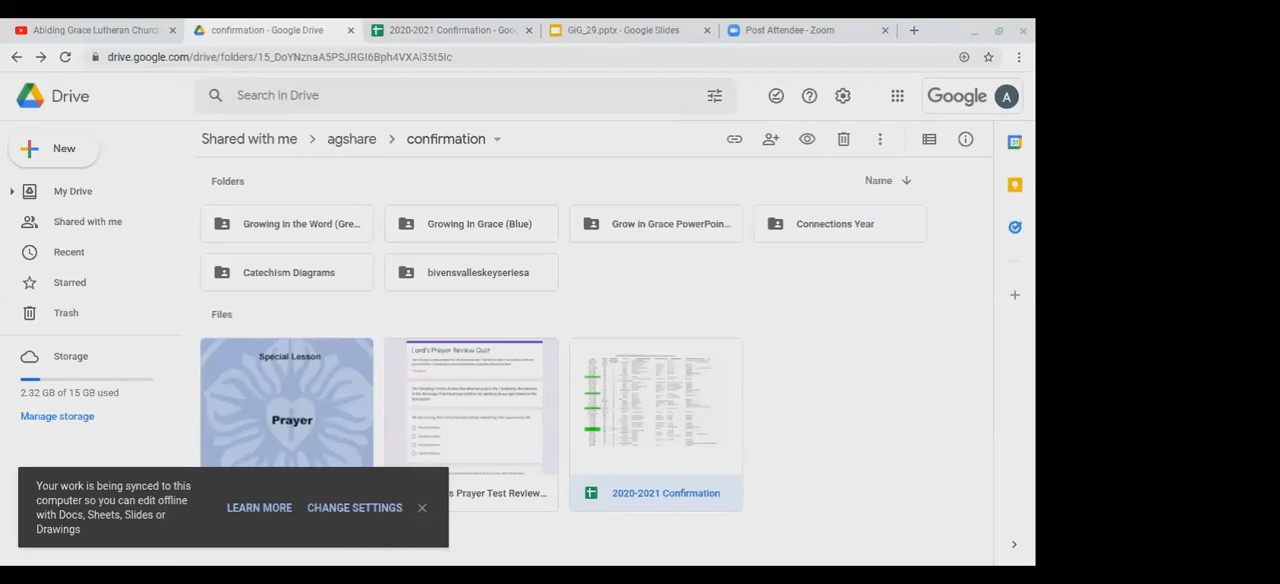 Abiding Grace Lutheran Church
confirmation - Google Drive
2020-2021 Confirmation - Goo
GiG_29.pptx - Google Slides
Post Attendee - Zoom
drive.google.com/drive/folders/15_DoYNznaA5PSJRGI6Bph4VXAi35t5Ic
Drive
Search in Drive
Google A
New
Shared with me > agshare > confirmation
31
My Drive
Shared with me
Recent
Starred
Trash
Storage
2.32 GB of 15 GB used
Manage storage
Folders
Name
Growing in the Word (Gre...
Growing In Grace (Blue)
Grow in Grace PowerPoin...
Connections Year
Catechism Diagrams
bivensvalleskeyseriesa
Files
Special Lesson
Prayer
Lord's Prayer Review Quiz
s Prayer Test Review...
2020-2021 Confirmation
Your work is being synced to this
computer so you can edit offline
with Docs, Sheets, Slides or
Drawings
LEARN MORE
CHANGE SETTINGS